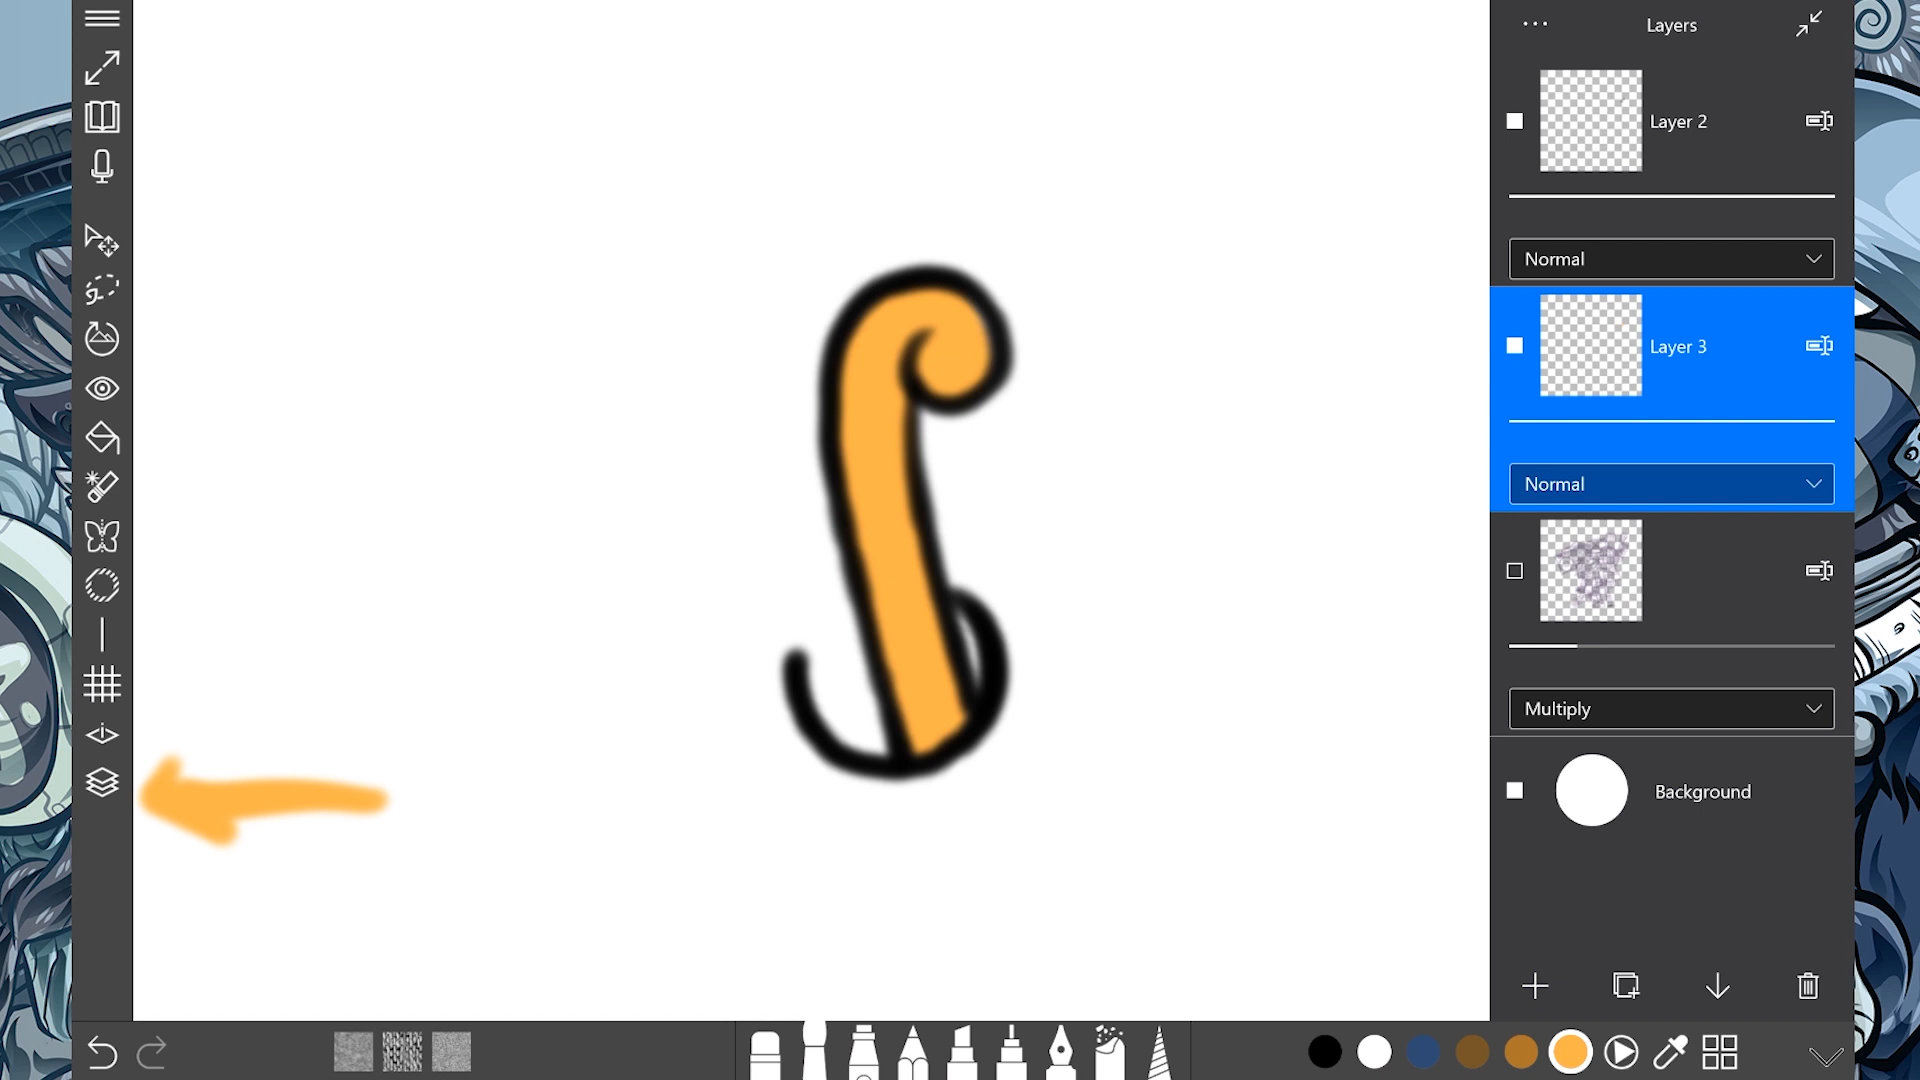 Layers
Layer 2
Normal
Layer 3
Normal
Multiply
Background